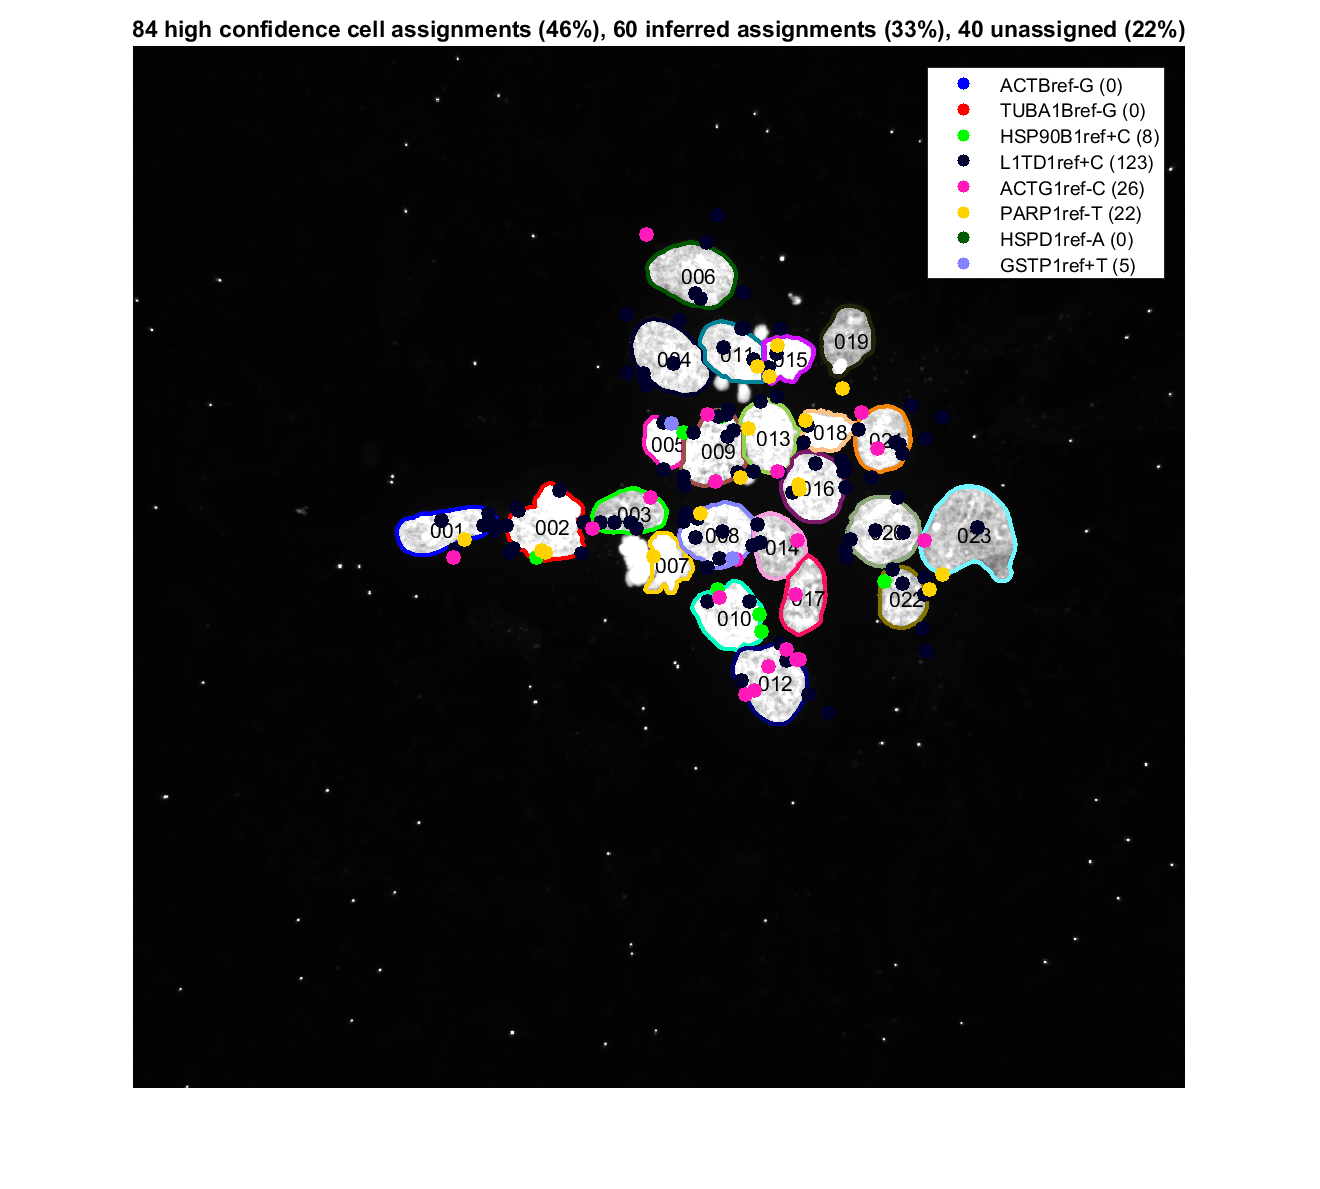 84 high confidence cell assignments (46%), 60 inferred assignments (33%), 40 unassigned (22%)
ACTBref-G (0)
TUBA1Bref-G (0)
HSP90B1ref+C (8)
L1TD1ref+C (123)
ACTG1ref-C (26)
PARP1ref-T (22)
HSPD1ref-A (0)
GSTP1ref+T (5)
006
004
011
015
019
005
009
013
018
016
001
002
003
008
014
020
023
007
010
017
022
012